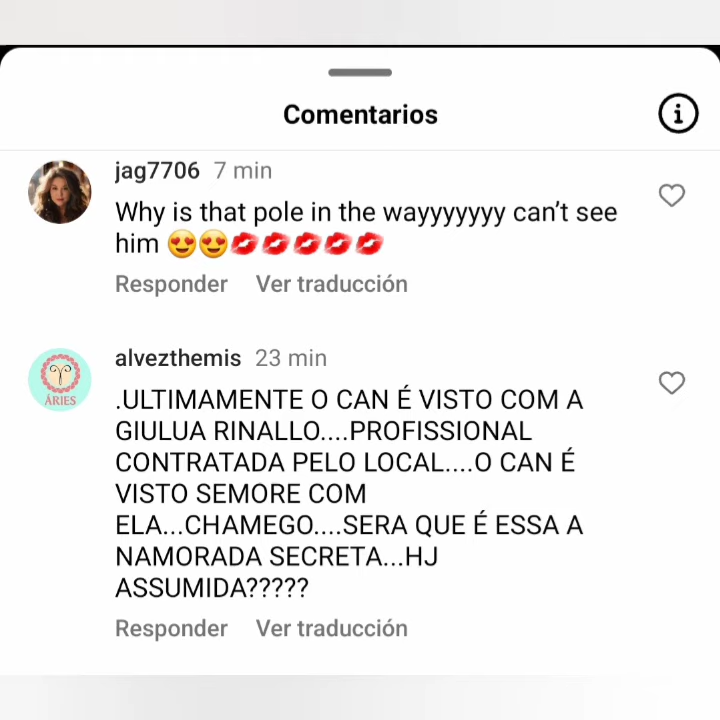 Comentarios
jag7706 7 min
Why is that pole in the wayyyyyyy can't see
him 😍😍💋💋💋💋💋
Responder Ver traducción
ÁRIES
alvezthemis 23 min
.ULTIMAMENTE O CAN É VISTO COM A
GIULUA RINALLO....PROFISSIONAL
CONTRATADA PELO LOCAL....O CAN É
VISTO SEMORE COM
ELA...CHAMEGO....SERA QUE É ESSA A
NAMORADA SECRETA...HJ
ASSUMIDA?????
Responder Ver traducción